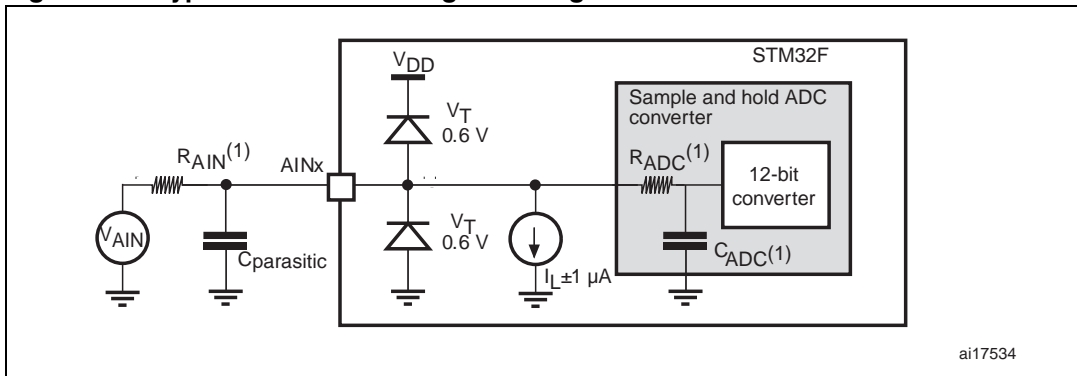 STM32F
VDD
Sample and hold ADC
converter
VT
0.6 V
RAIN(1)
AINx
RADC(1)
12-bit
converter
VAIN
Cparasitic
VT
0.6 V
IL±1 µA
CADC(1)
ai17534